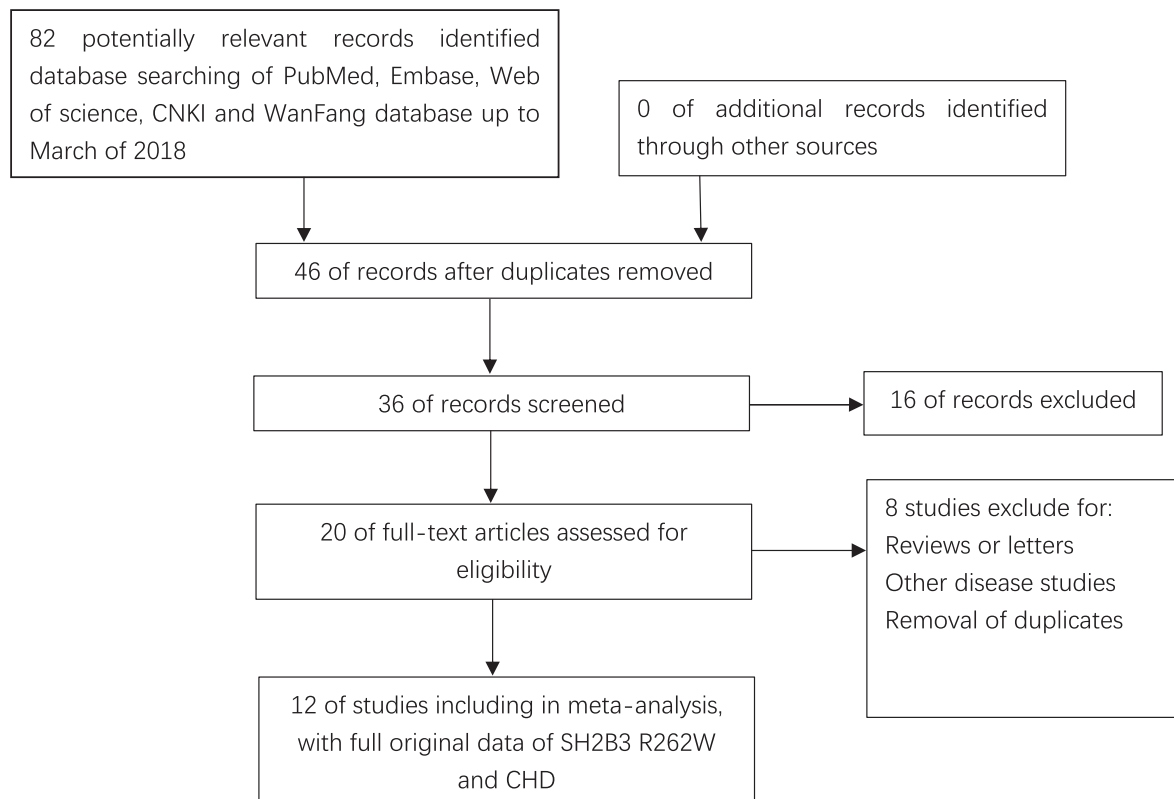 82 potentially relevant records identified
database searching of PubMed, Embase, Web
of science, CNKI and WanFang database up to
March of 2018
0 of additional records identified
through other sources
46 of records after duplicates removed
36 of records screened
16 of records excluded
20 of full-text articles assessed for
eligibility
8 studies exclude for:
Reviews or letters
Other disease studies
Removal of duplicates
12 of studies including in meta-analysis,
with full original data of SH2B3 R262W
and CHD